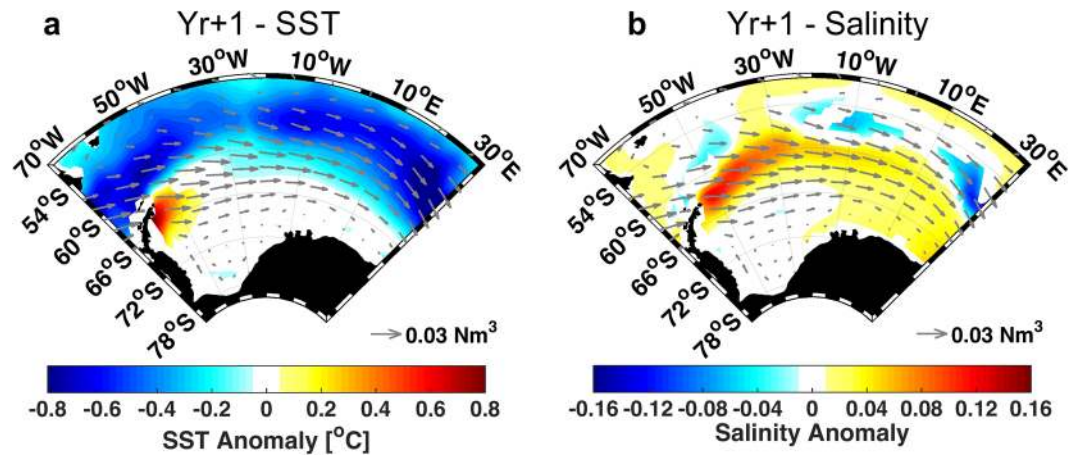 a Yr+1 - SST
70°W 50°W 30°W 10°W 10°E 30°E
54°S
60°S
66°S
72°S
78°S
0.03 Nm³
-0.8 -0.6 -0.4 -0.2 0 0.2 0.4 0.6 0.8
SST Anomaly [°C]
b Yr+1 - Salinity
70°W 50°W 30°W 10°W 10°E 30°E
54°S
60°S
66°S
72°S
78°S
0.03 Nm³
-0.16 -0.12 -0.08 -0.04 0 0.04 0.08 0.12 0.16
Salinity Anomaly